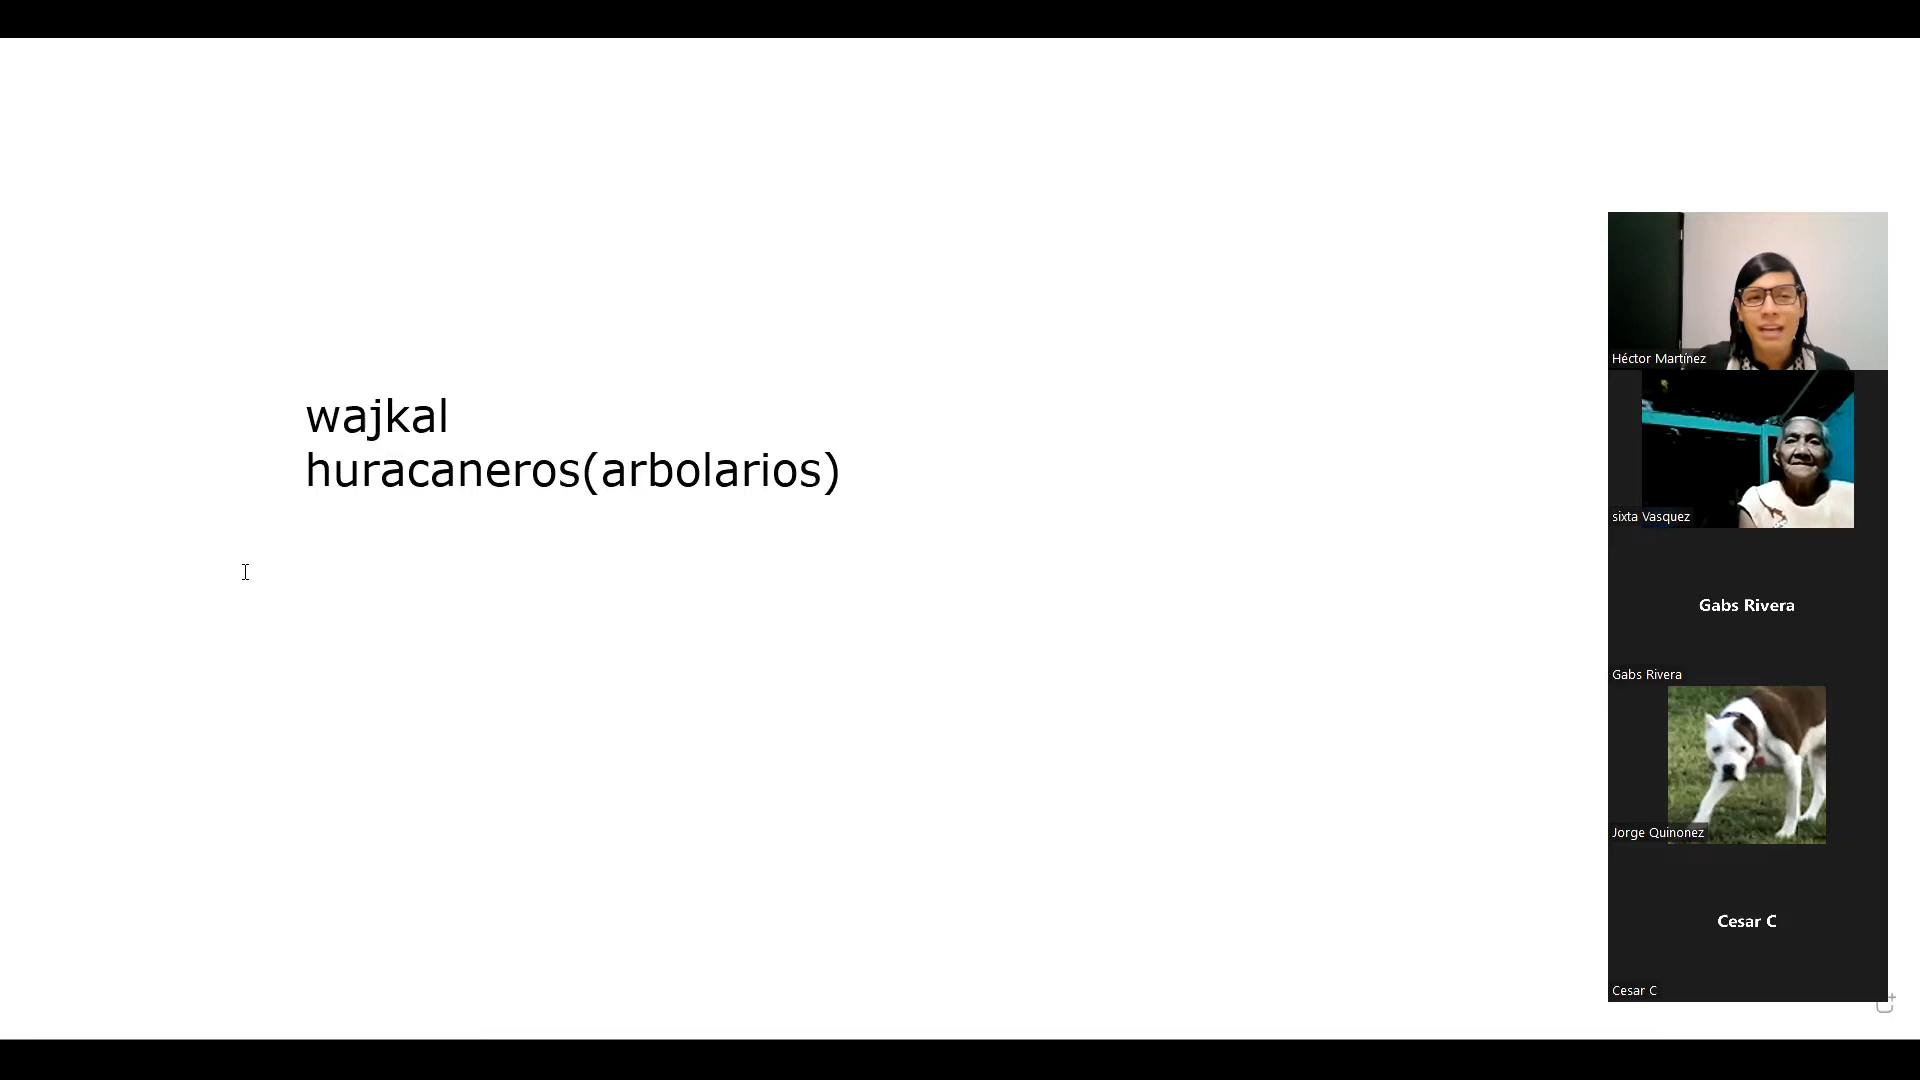 wajkal
huracaneros(arbolarios)
Héctor Martínez
sixta Vasquez
Gabs Rivera
Gabs Rivera
Jorge Quinonez
Cesar C
Cesar C